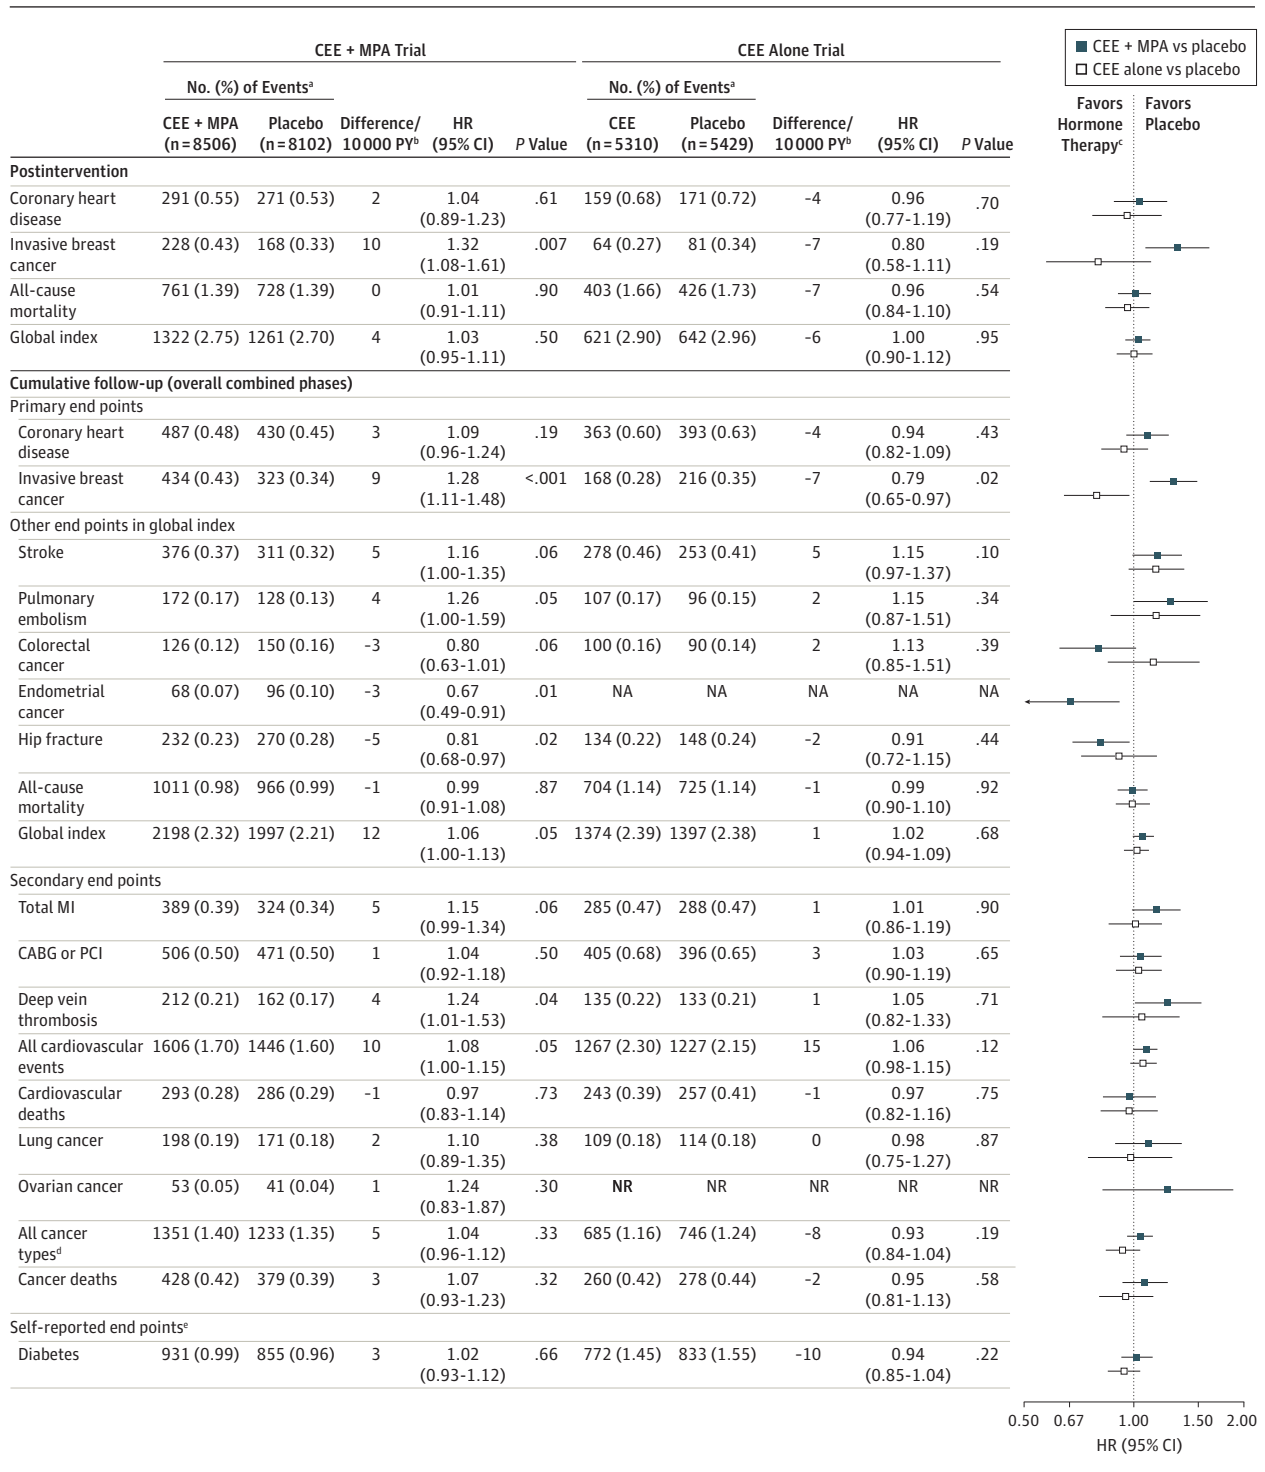 CEE + MPA Trial CEE Alone Trial
■ CEE + MPA vs placebo
□ CEE alone vs placebo
No. (%) of Eventsᵃ No. (%) of Eventsᵃ
Favors Hormone Therapyᶜ Favors Placebo
CEE + MPA (n = 8506) Placebo (n = 8102) Difference/ 10 000 PYᵇ HR (95% CI) P Value CEE (n = 5310) Placebo (n = 5429) Difference/ 10 000 PYᵇ HR (95% CI) P Value
Postintervention
Coronary heart 291 (0.55) 271 (0.53) 2 1.04 .61 159 (0.68) 171 (0.72) -4 0.96 .70
disease (0.89-1.23) (0.77-1.19)
Invasive breast 228 (0.43) 168 (0.33) 10 1.32 .007 64 (0.27) 81 (0.34) -7 0.80 .19
cancer (1.08-1.61) (0.58-1.11)
All-cause 761 (1.39) 728 (1.39) 0 1.01 .90 403 (1.66) 426 (1.73) -7 0.96 .54
mortality (0.91-1.11) (0.84-1.10)
Global index 1322 (2.75) 1261 (2.70) 4 1.03 .50 621 (2.90) 642 (2.96) -6 1.00 .95
(0.95-1.11) (0.90-1.12)
Cumulative follow-up (overall combined phases)
Primary end points
Coronary heart 487 (0.48) 430 (0.45) 3 1.09 .19 363 (0.60) 393 (0.63) -4 0.94 .43
disease (0.96-1.24) (0.82-1.09)
Invasive breast 434 (0.43) 323 (0.34) 9 1.28 <.001 168 (0.28) 216 (0.35) -7 0.79 .02
cancer (1.11-1.48) (0.65-0.97)
Other end points in global index
Stroke 376 (0.37) 311 (0.32) 5 1.16 .06 278 (0.46) 253 (0.41) 5 1.15 .10
(1.00-1.35) (0.97-1.37)
Pulmonary 172 (0.17) 128 (0.13) 4 1.26 .05 107 (0.17) 96 (0.15) 2 1.15 .34
embolism (1.00-1.59) (0.87-1.51)
Colorectal 126 (0.12) 150 (0.16) -3 0.80 .06 100 (0.16) 90 (0.14) 2 1.13 .39
cancer (0.63-1.01) (0.85-1.51)
Endometrial 68 (0.07) 96 (0.10) -3 0.67 .01 NA NA NA NA NA
cancer (0.49-0.91)
Hip fracture 232 (0.23) 270 (0.28) -5 0.81 .02 134 (0.22) 148 (0.24) -2 0.91 .44
(0.68-0.97) (0.72-1.15)
All-cause 1011 (0.98) 966 (0.99) -1 0.99 .87 704 (1.14) 725 (1.14) -1 0.99 .92
mortality (0.91-1.08) (0.90-1.10)
Global index 2198 (2.32) 1997 (2.21) 12 1.06 .05 1374 (2.39) 1397 (2.38) 1 1.02 .68
(1.00-1.13) (0.94-1.09)
Secondary end points
Total MI 389 (0.39) 324 (0.34) 5 1.15 .06 285 (0.47) 288 (0.47) 1 1.01 .90
(0.99-1.34) (0.86-1.19)
CABG or PCI 506 (0.50) 471 (0.50) 1 1.04 .50 405 (0.68) 396 (0.65) 3 1.03 .65
(0.92-1.18) (0.90-1.19)
Deep vein 212 (0.21) 162 (0.17) 4 1.24 .04 135 (0.22) 133 (0.21) 1 1.05 .71
thrombosis (1.01-1.53) (0.82-1.33)
All cardiovascular 1606 (1.70) 1446 (1.60) 10 1.08 .05 1267 (2.30) 1227 (2.15) 15 1.06 .12
events (1.00-1.15) (0.98-1.15)
Cardiovascular 293 (0.28) 286 (0.29) -1 0.97 .73 243 (0.39) 257 (0.41) -1 0.97 .75
deaths (0.83-1.14) (0.82-1.16)
Lung cancer 198 (0.19) 171 (0.18) 2 1.10 .38 109 (0.18) 114 (0.18) 0 0.98 .87
(0.89-1.35) (0.75-1.27)
Ovarian cancer 53 (0.05) 41 (0.04) 1 1.24 .30 NR NR NR NR NR
(0.83-1.87)
All cancer 1351 (1.40) 1233 (1.35) 5 1.04 .33 685 (1.16) 746 (1.24) -8 0.93 .19
typesᵈ (0.96-1.12) (0.84-1.04)
Cancer deaths 428 (0.42) 379 (0.39) 3 1.07 .32 260 (0.42) 278 (0.44) -2 0.95 .58
(0.93-1.23) (0.81-1.13)
Self-reported end pointsᵉ
Diabetes 931 (0.99) 855 (0.96) 3 1.02 .66 772 (1.45) 833 (1.55) -10 0.94 .22
(0.93-1.12) (0.85-1.04)
0.50 0.67 1.00 1.50 2.00
HR (95% CI)